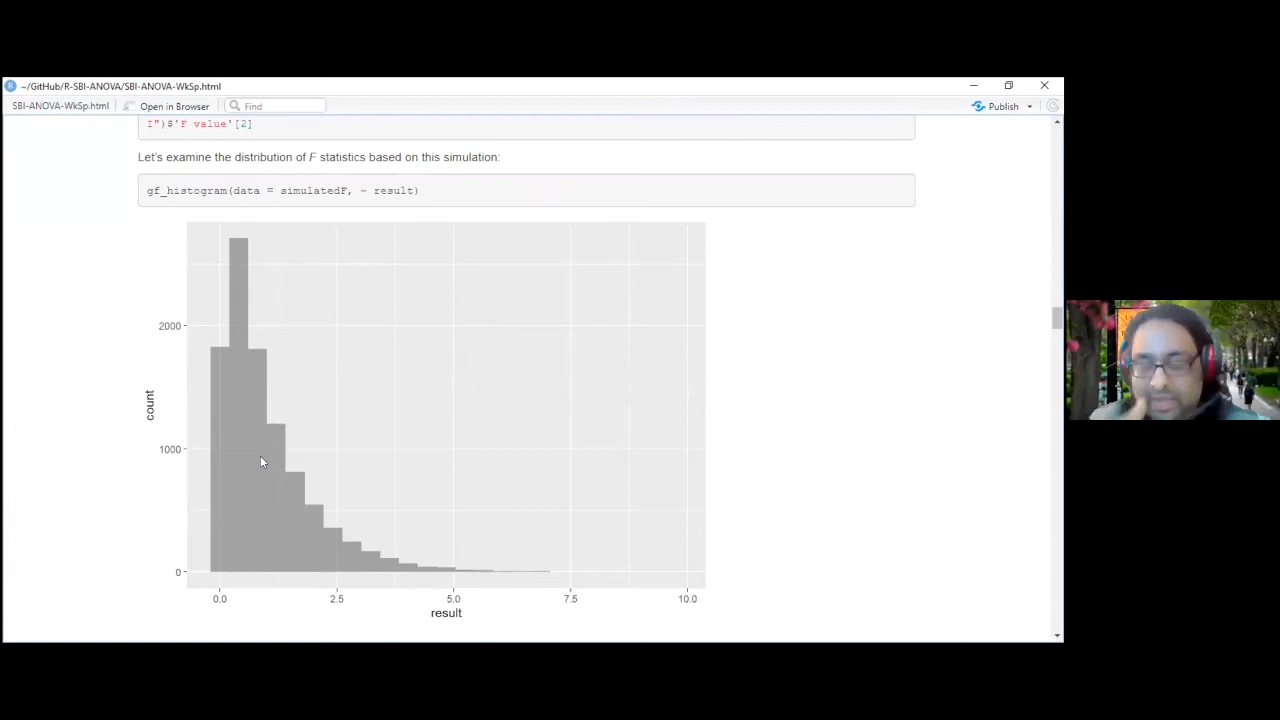 ~/GitHub/R-SBI-ANOVA/SBI-ANOVA-WkSp.html
SBI-ANOVA-WkSp.html Open in Browser Find Publish
I")$'F value'[2]
Let's examine the distribution of F statistics based on this simulation:
gf_histogram(data = simulatedF, ~ result)
2000
1000
0
count
0.0 2.5 5.0 7.5 10.0
result